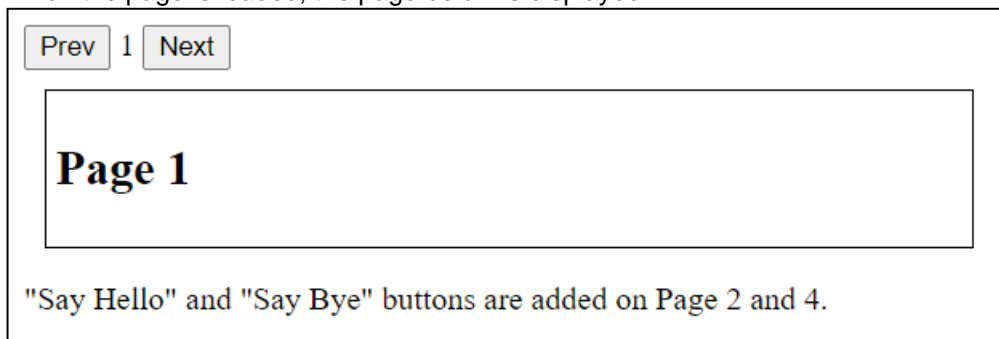 Prev 1 Next
Page 1
"Say Hello" and "Say Bye" buttons are added on Page 2 and 4.